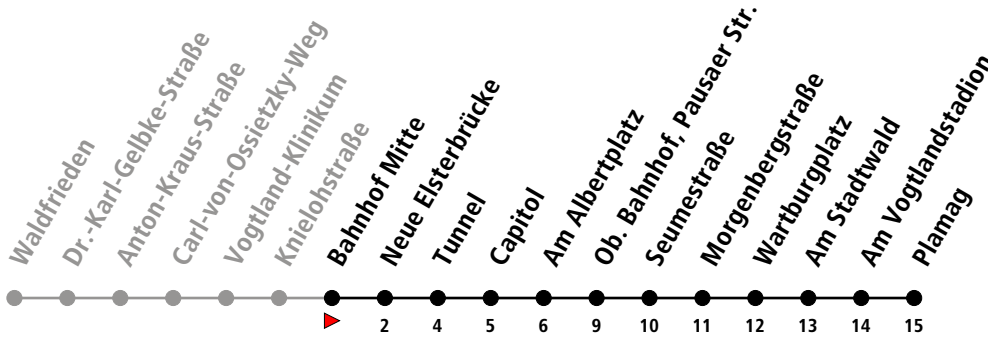 Waldfrieden
Dr.-Karl-Gelbke-Straße
Anton-Kraus-Straße
Carl-von-Ossietzky-Weg
Vogtland-Klinikum
Knielohstraße
Bahnhof Mitte
Neue Elsterbrücke
Tunnel
Capitol
Am Albertplatz
Ob. Bahnhof, Pausaer Str.
Seumestraße
Morgenbergstraße
Wartburgplatz
Am Stadtwald
Am Vogtlandstadion
Plamag
2 4 5 6 9 10 11 12 13 14 15